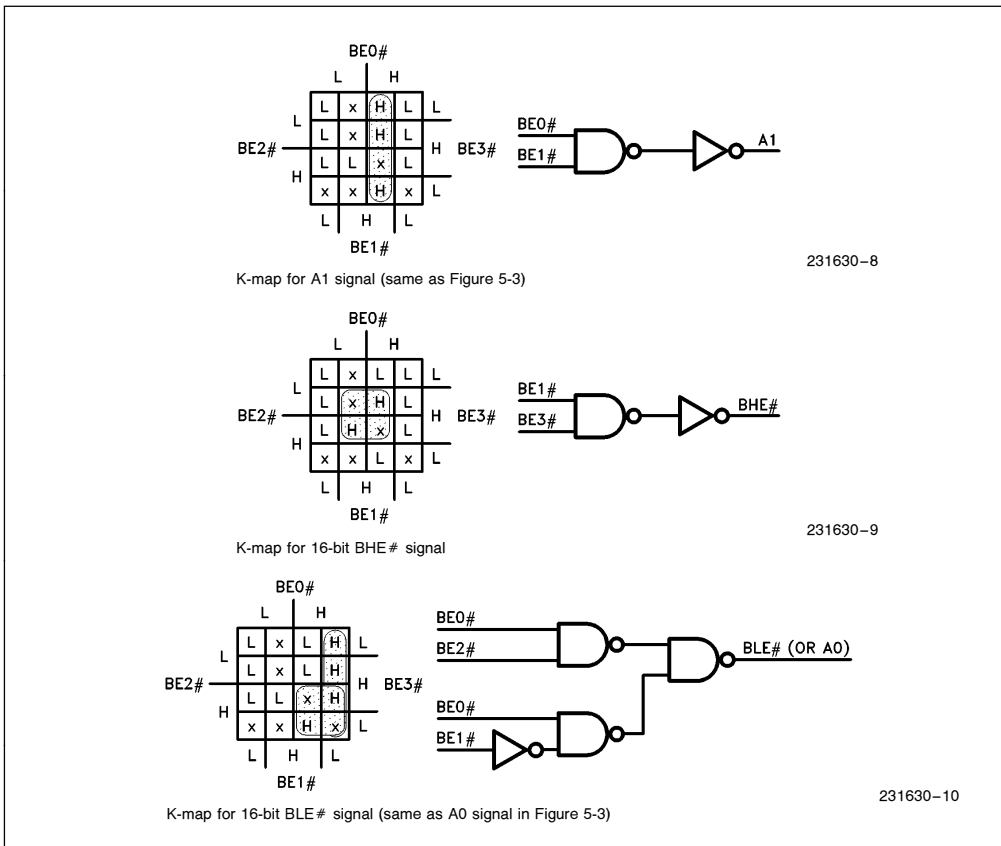 BE0#
L H
L x H L L
L
L x H L
BE2# H BE3#
L L x L
H
x x H x L
L H L
BE1#
BE0#
BE1#
A1
231630-8
K-map for A1 signal (same as Figure 5-3)
BE0#
L H
L x L L L
L
L x H L
BE2# H BE3#
L H x L
H
x x L x L
L H L
BE1#
BE1#
BE3#
BHE#
231630-9
K-map for 16-bit BHE# signal
BE0#
L H
L x L H L
L
L x L H
BE2# H BE3#
L L x H
H
x x H x L
L H L
BE1#
BE0#
BE2#
BE0#
BE1#
BLE# (OR A0)
231630-10
K-map for 16-bit BLE# signal (same as A0 signal in Figure 5-3)